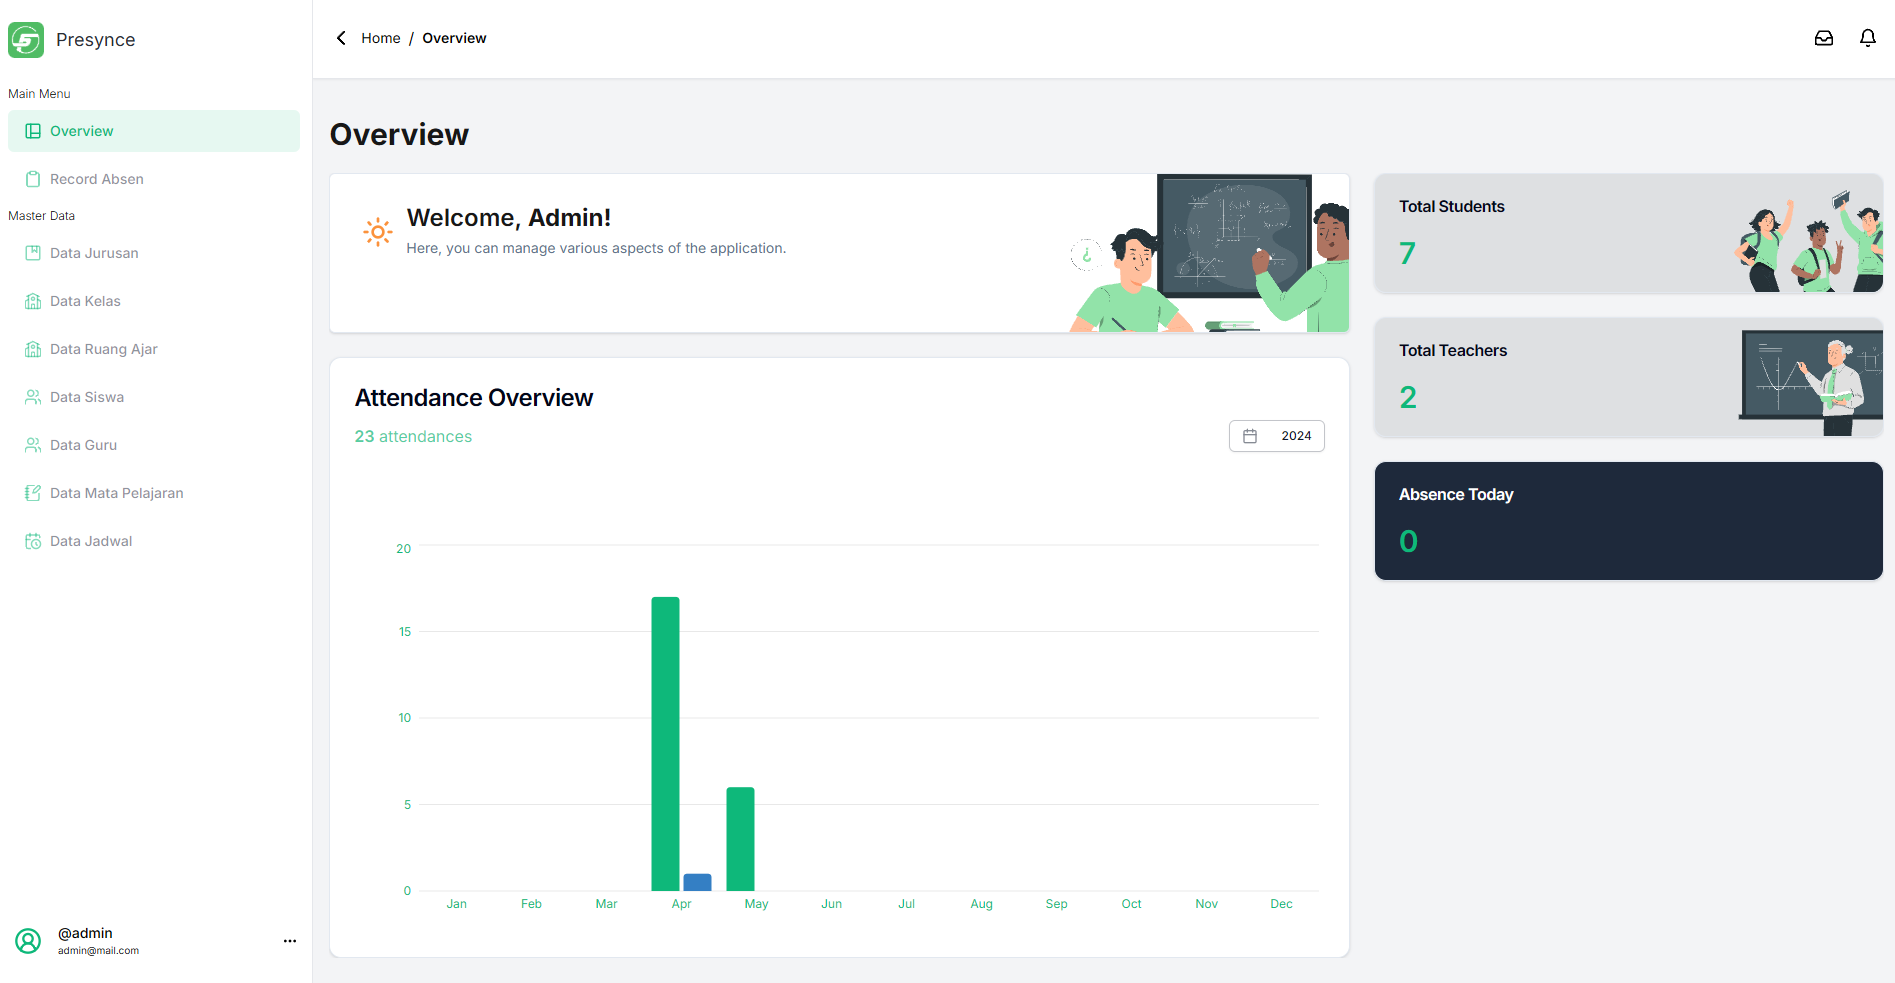 Presynce
Main Menu
Overview
Record Absen
Master Data
Data Jurusan
Data Kelas
Data Ruang Ajar
Data Siswa
Data Guru
Data Mata Pelajaran
Data Jadwal
@admin
admin@mail.com
Home / Overview
Overview
Welcome, Admin!
Here, you can manage various aspects of the application.
¿
Attendance Overview
23 attendances
2024
20
15
10
5
0
Jan Feb Mar Apr May Jun Jul Aug Sep Oct Nov Dec
Total Students
7
Total Teachers
2
Absence Today
0